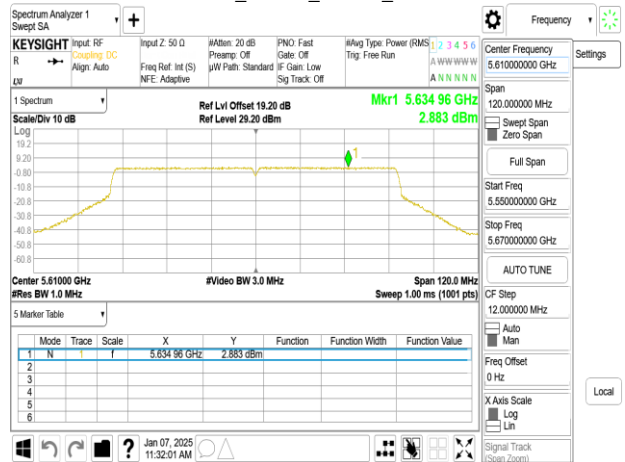 Spectrum Analyzer 1
Swept SA
Frequency
KEYSIGHT
R
LXI
Input: RF
Coupling: DC
Align: Auto
Input Z: 50 Ω
Freq Ref: Int (S)
NFE: Adaptive
#Atten: 20 dB
Preamp: Off
µW Path: Standard
PNO: Fast
Gate: Off
IF Gain: Low
Sig Track: Off
#Avg Type: Power (RMS
Trig: Free Run
1 2 3 4 5 6
A W W W W W
A N N N N N
1 Spectrum
Scale/Div 10 dB
Ref Lvl Offset 19.20 dB
Ref Level 29.20 dBm
Mkr1 5.634 96 GHz
2.883 dBm
Log
19.2
9.20
-0.80
-10.8
-20.8
-30.8
-40.8
-50.8
-60.8
1
Center 5.61000 GHz
#Video BW 3.0 MHz
Span 120.0 MHz
#Res BW 1.0 MHz
Sweep 1.00 ms (1001 pts)
5 Marker Table
Mode Trace Scale X Y Function Function Width Function Value
1 N 1 f 5.634 96 GHz 2.883 dBm
2
3
4
5
6
Jan 07, 2025
11:32:01 AM
Center Frequency
5.610000000 GHz
Span
120.000000 MHz
Swept Span
Zero Span
Full Span
Start Freq
5.550000000 GHz
Stop Freq
5.670000000 GHz
AUTO TUNE
CF Step
12.000000 MHz
Auto
Man
Freq Offset
0 Hz
X Axis Scale
Log
Lin
Signal Track
(Span Zoom)
Settings
Local